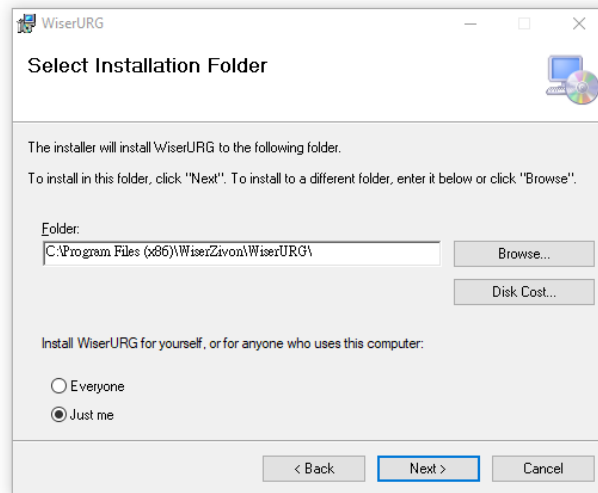 WiserURG
Select Installation Folder
The installer will install WiserURG to the following folder.
To install in this folder, click "Next". To install to a different folder, enter it below or click "Browse".
Folder:
C:\Program Files (x86)\WiserZivon\WiserURG\
Browse...
Disk Cost...
Install WiserURG for yourself, or for anyone who uses this computer:
Everyone
Just me
< Back
Next >
Cancel